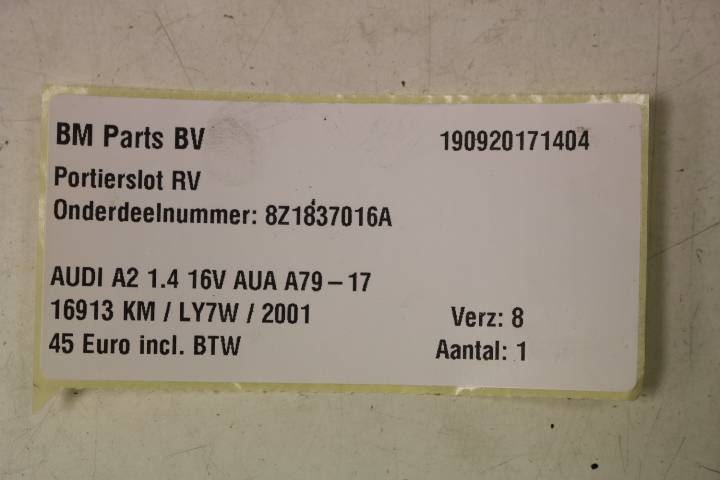 BM Parts BV 190920171404
Portierslot RV
Onderdeelnummer: 8Z1837016A
AUDI A2 1.4 16V AUA A79-17
16913 KM / LY7W / 2001 Verz: 8
45 Euro incl. BTW Aantal: 1